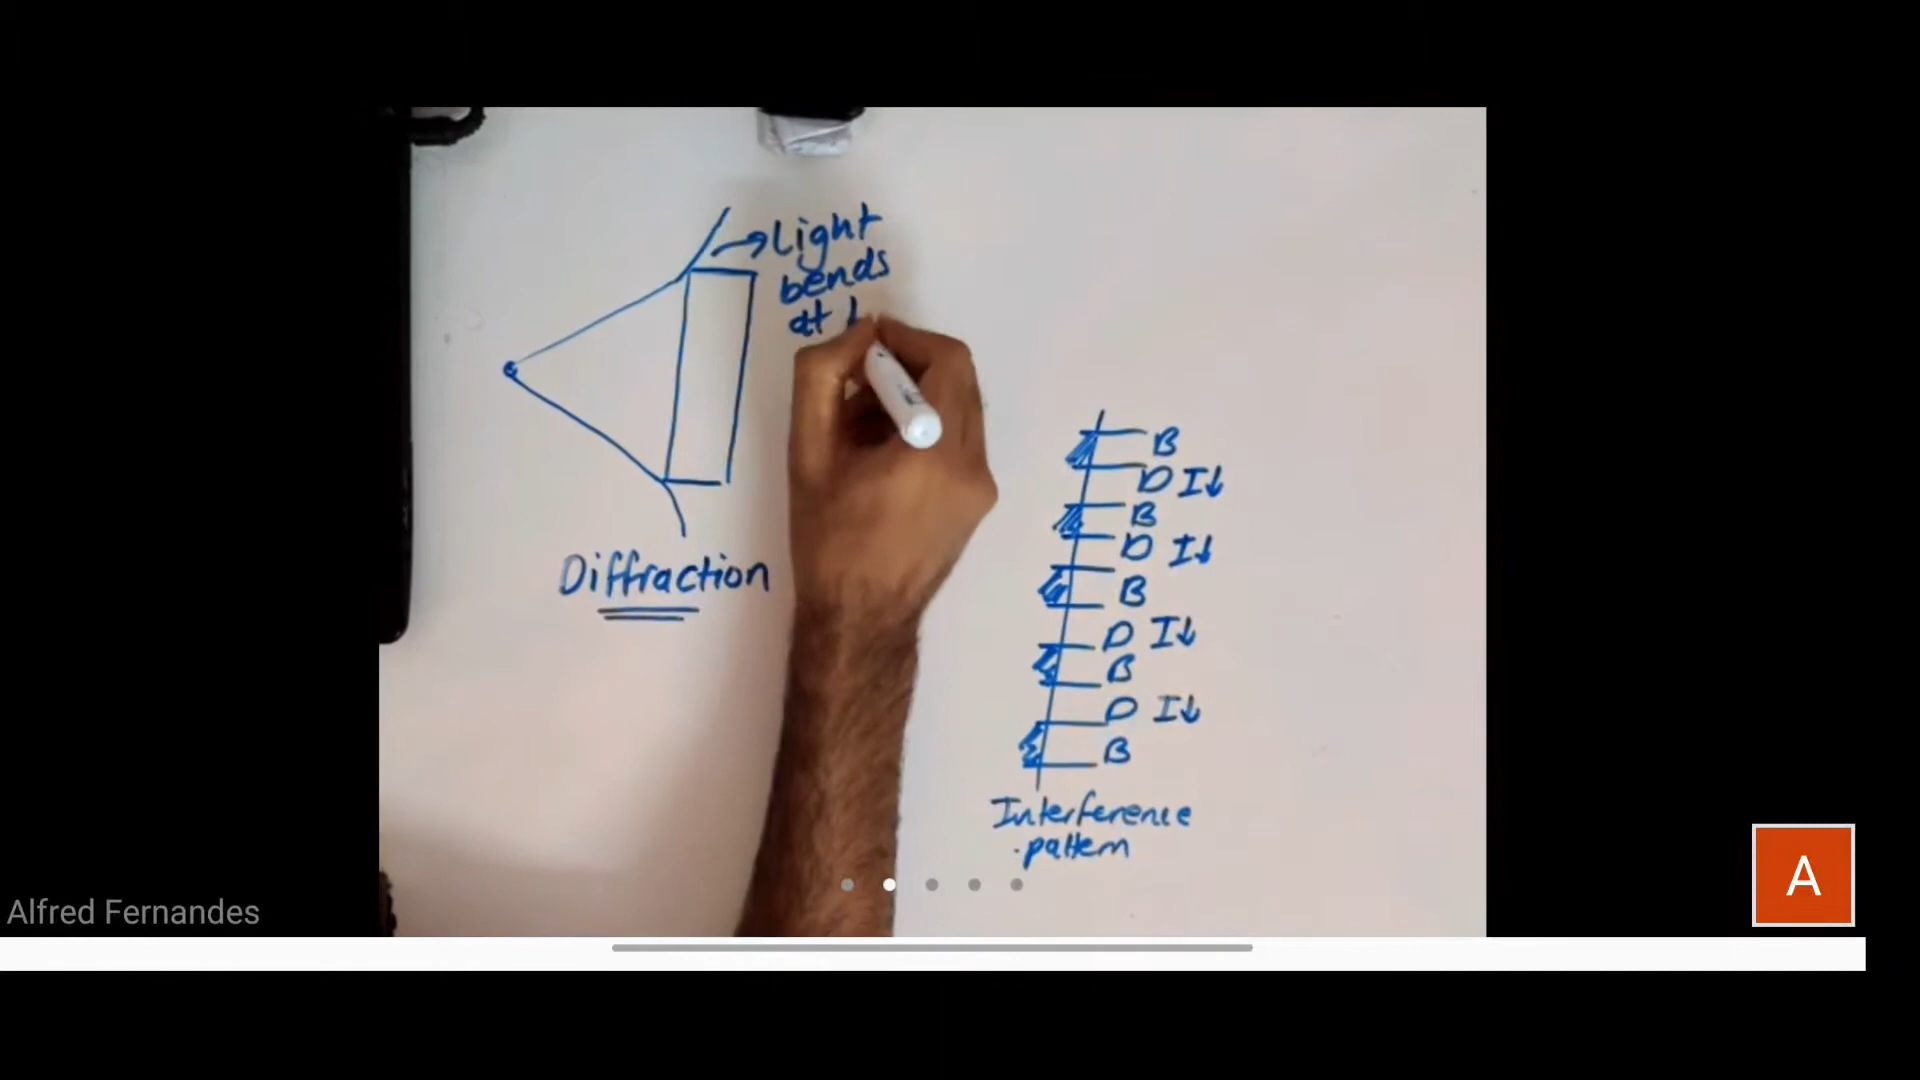 Light
bends
at
Diffraction
B
D I↓
B
D I↓
B
D I↓
B
D I↓
B
Interference
pattern
Alfred Fernandes
A